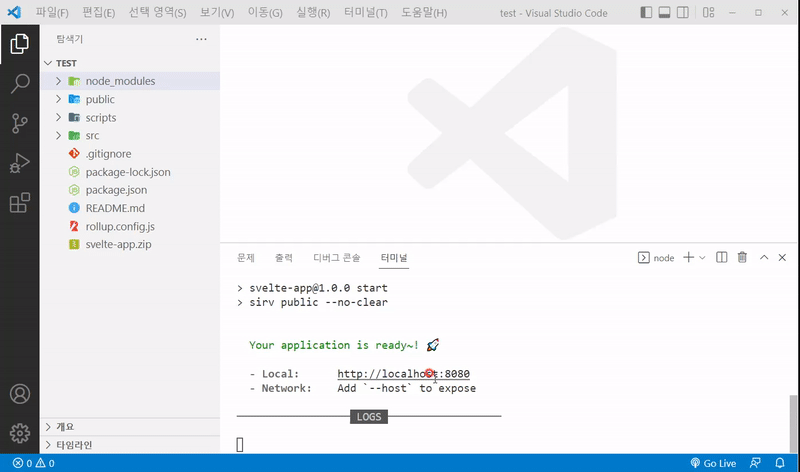 파일(F) 편집(E) 선택 영역(S) 보기(V) 이동(G) 실행(R) 터미널(T) 도움말(H) test - Visual Studio Code
탐색기 ...
TEST
node_modules
public
scripts
src
.gitignore
package-lock.json
package.json
README.md
rollup.config.js
svelte-app.zip
문제 출력 디버그 콘솔 터미널 node
> svelte-app@1.0.0 start
> sirv public --no-clear
Your application is ready~!
- Local: http://localhost:8080
- Network: Add `--host` to expose
LOGS
개요
타임라인
0 0 Go Live